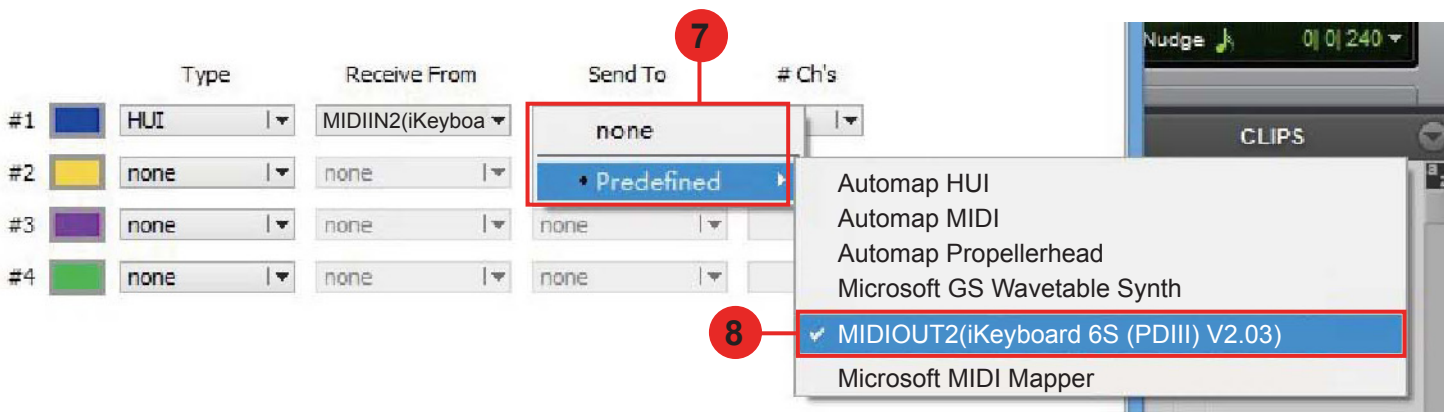 7
Nudge 0| 0| 240
Type Receive From Send To # Ch's
#1 HUI MIDIIN2(iKeyboa
none
CLIPS
#2 none none
Predefined
Automap HUI
Automap MIDI
#3 none none none
Automap Propellerhead
#4 none none none
Microsoft GS Wavetable Synth
8
MIDIOUT2(iKeyboard 6S (PDIII) V2.03)
Microsoft MIDI Mapper